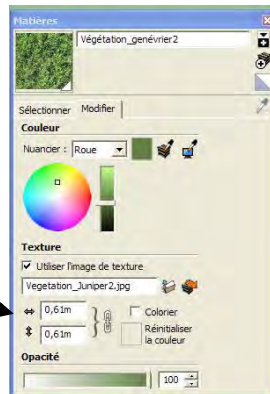 Matières
Végétation_genévrier2
Sélectionner Modifier
Couleur
Nuancier : Roue
Texture
Utiliser l'image de texture
Vegetation_Juniper2.jpg
0,61m
Colorier
0,61m
Réinitialiser
la couleur
Opacité
100